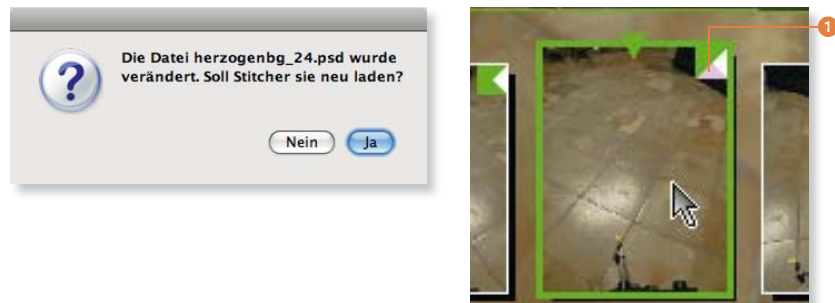 Die Datei herzogenbg_24.psd wurde
verändert. Soll Stitcher sie neu laden?
Nein Ja
1